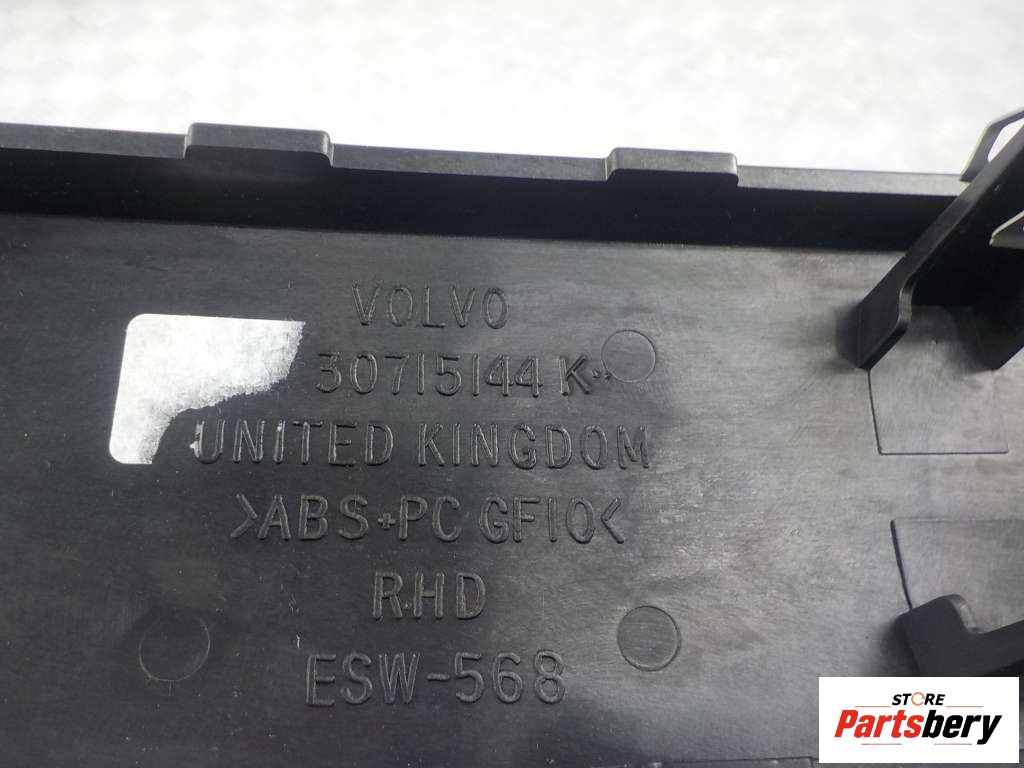 VOLVO
30715144 K
UNITED KINGDOM
>ABS+PC GF10<
RHD
ESW-568
STORE
Partsbery